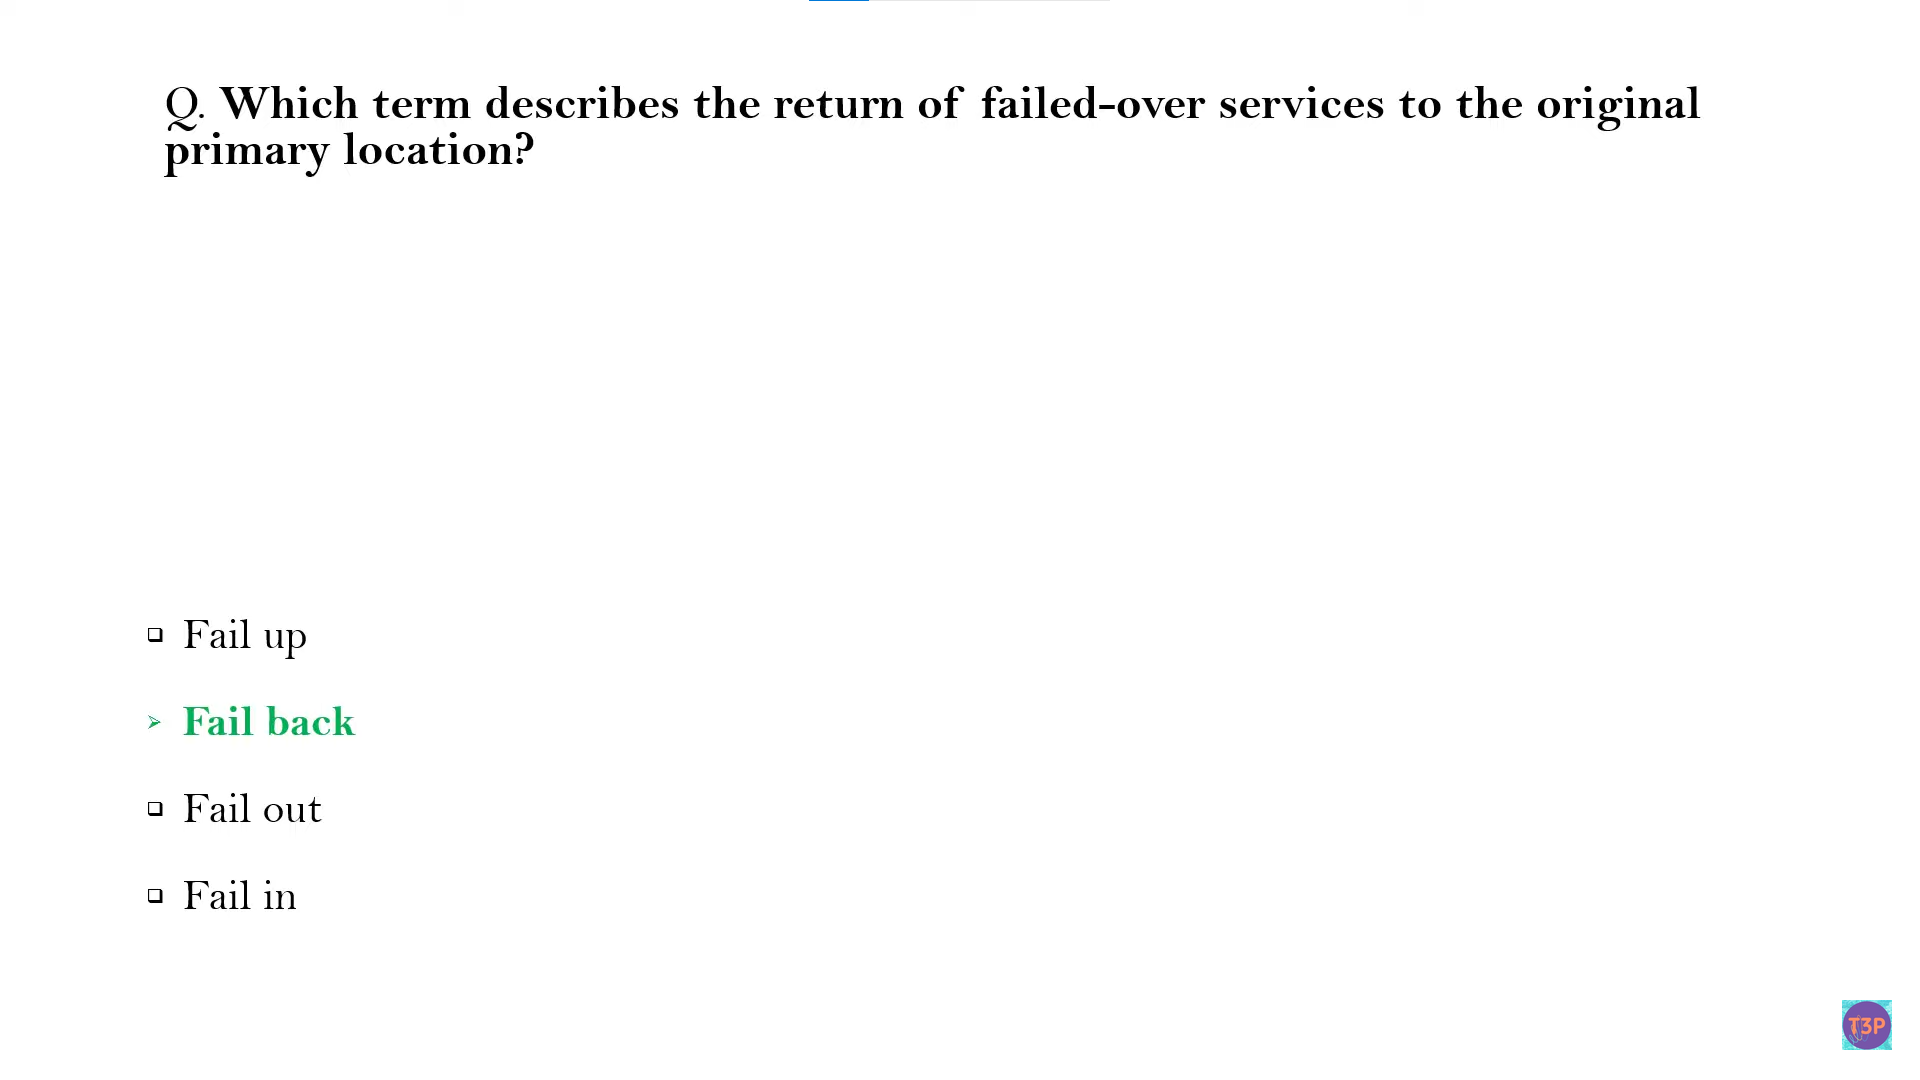 Q. Which term describes the return of failed-over services to the original
primary location?
Fail up
Fail back
Fail out
Fail in
T3P